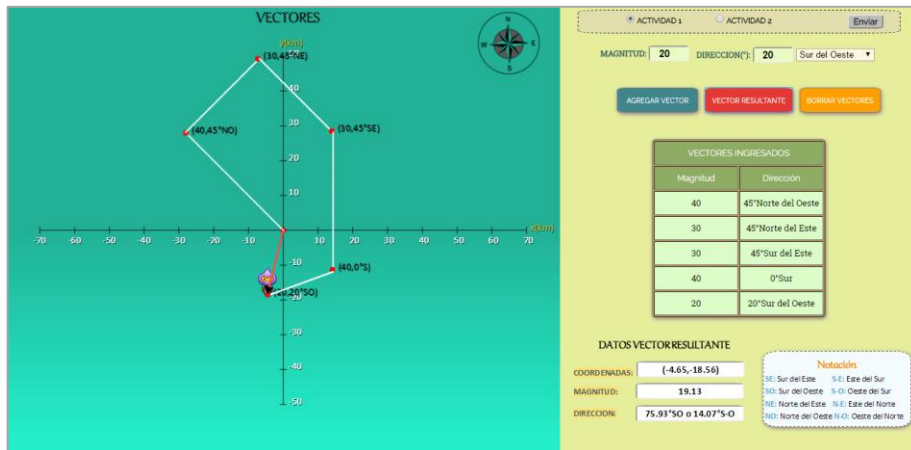 VECTORES
N
W E
S
y(km)
50
40
30
20
10
-10
-20
-30
-40
-50
-70 -60 -50 -40 -30 -20 -10 0 10 20 30 40 50 60 70
x(km)
(30,45°NE)
(40,45°NO)
(30,45°SE)
(40,0°S)
(20,20°SO)
ACTIVIDAD 1 ACTIVIDAD 2 Enviar
MAGNITUD: 20 DIRECCION(°): 20 Sur del Oeste
AGREGAR VECTOR VECTOR RESULTANTE BORRAR VECTORES
VECTORES INGRESADOS
Magnitud Dirección
40 45°Norte del Oeste
30 45°Norte del Este
30 45°Sur del Este
40 0°Sur
20 20°Sur del Oeste
DATOS VECTOR RESULTANTE
COORDENADAS: (-4.65,-18.56)
MAGNITUD: 19.13
DIRECCION: 75.93°SO o 14.07°S-O
Notación
SE: Sur del Este S-E: Este del Sur
SO: Sur del Oeste S-O: Oeste del Sur
NE: Norte del Este N-E: Este del Norte
NO: Norte del Oeste N-O: Oeste del Norte